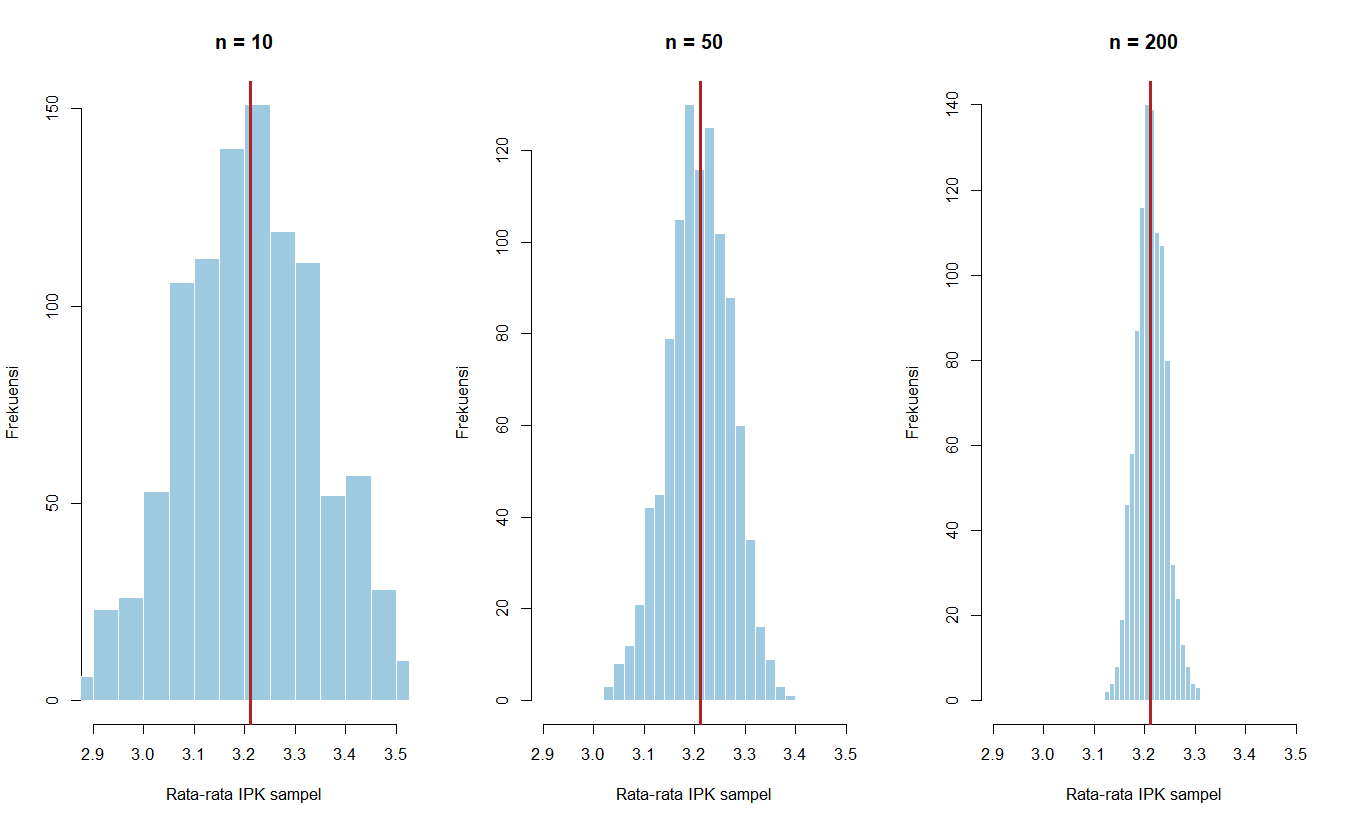 n = 10
Frekuensi
150
100
50
0
2.9 3.0 3.1 3.2 3.3 3.4 3.5
Rata-rata IPK sampel
n = 50
Frekuensi
120
100
80
60
40
20
0
2.9 3.0 3.1 3.2 3.3 3.4 3.5
Rata-rata IPK sampel
n = 200
Frekuensi
140
120
100
80
60
40
20
0
2.9 3.0 3.1 3.2 3.3 3.4 3.5
Rata-rata IPK sampel